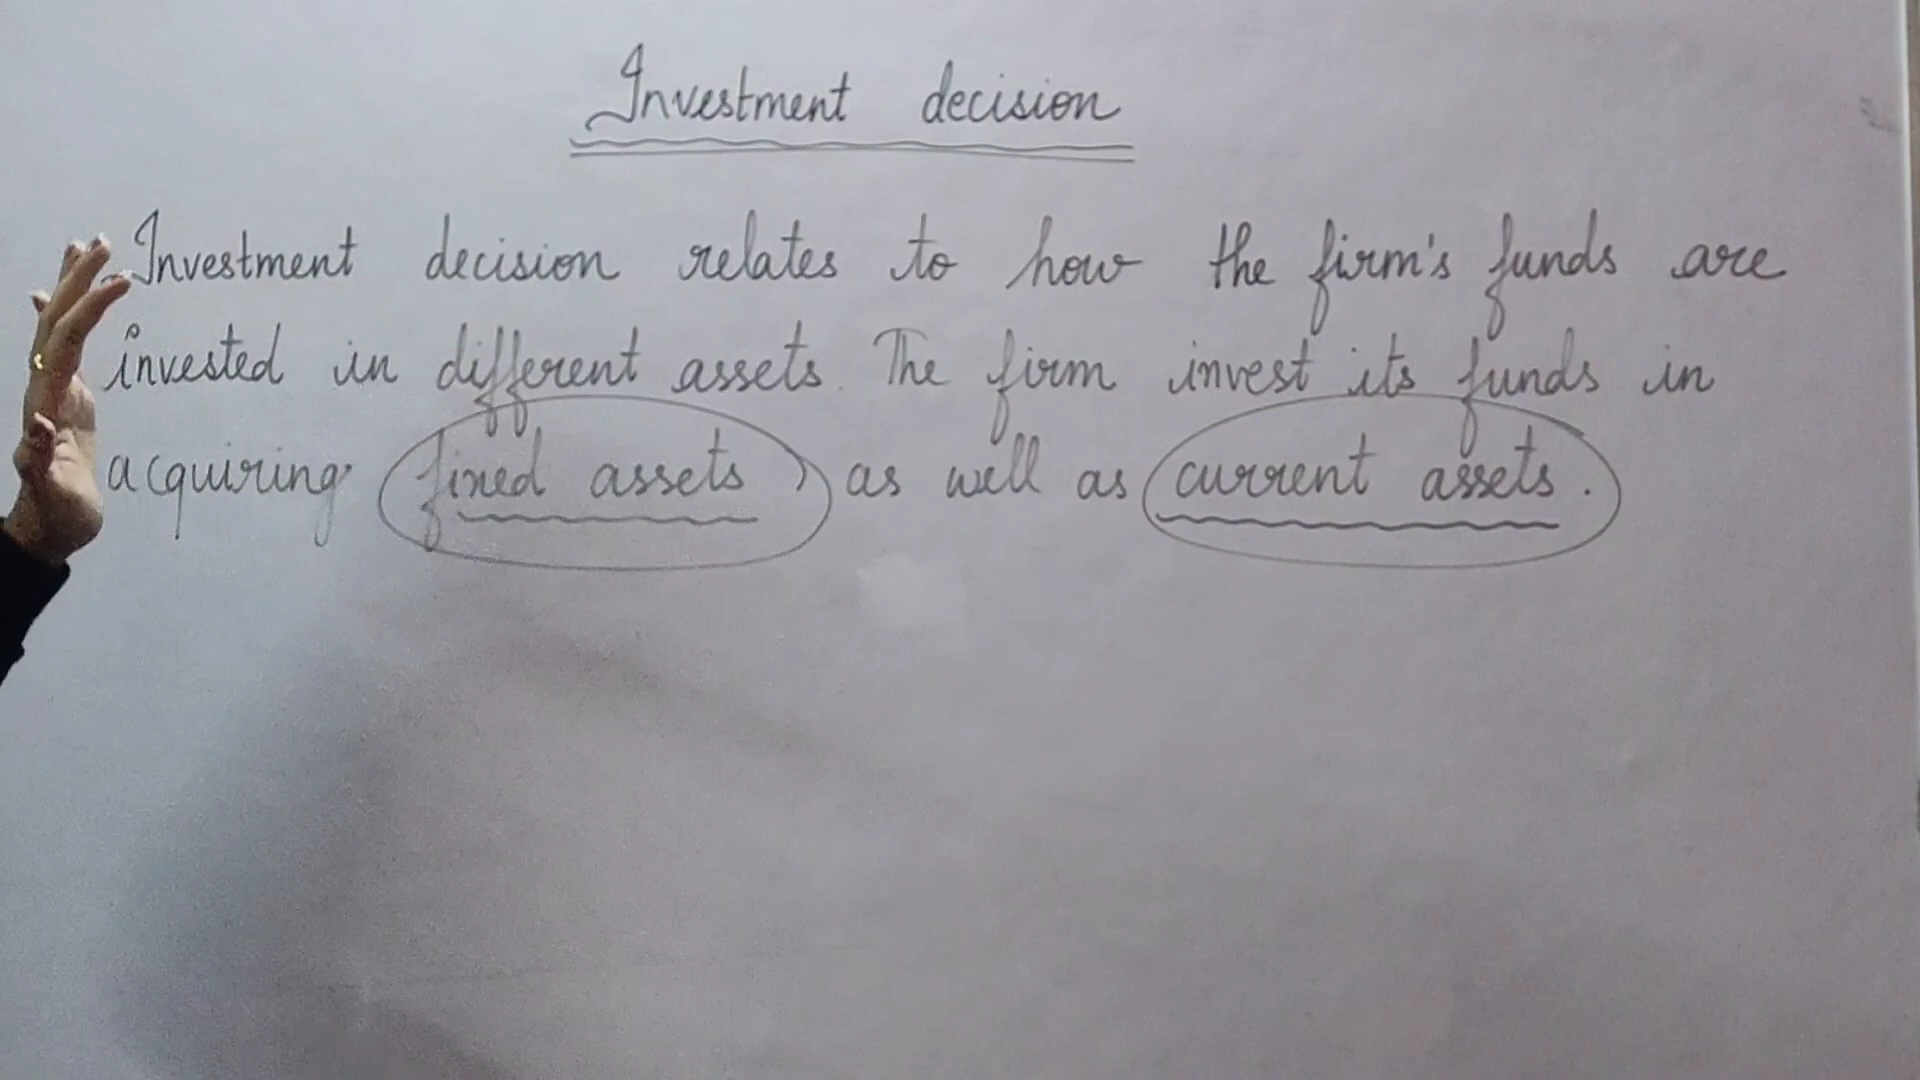 Investment decision
Investment decision relates to how the firm's funds are
invested in different assets. The firm invest its funds in
acquiring fixed assets, as well as current assets.